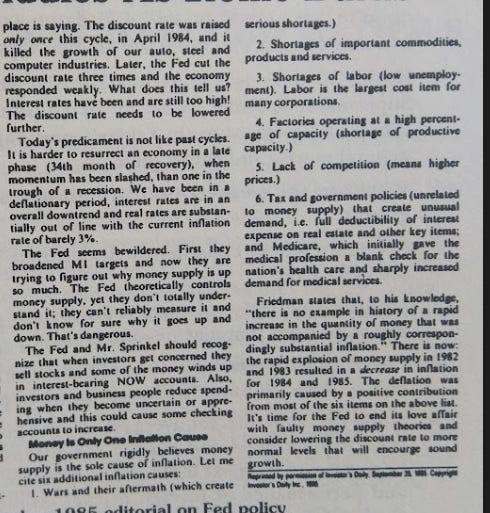 place is saying. The discount rate was raised
only once this cycle, in April 1984, and it
killed the growth of our auto, steel and
computer industries. Later, the Fed cut the
discount rate three times and the economy
responded weakly. What does this tell us?
Interest rates have been and are still too high!
The discount rate needs to be lowered
further.
Today's predicament is not like past cycles.
It is harder to resurrect an economy in a late
phase (34th month of recovery), when
momentum has been slashed, than one in the
trough of a recession. We have been in a
deflationary period, interest rates are in an
overall downtrend and real rates are substan-
tially out of line with the current inflation
rate of barely 3%.
The Fed seems bewildered. First they
broadened M1 targets and now they are
trying to figure out why money supply is up
so much. The Fed theoretically controls
money supply, yet they don't totally under-
stand it; they can't reliably measure it and
don't know for sure why it goes up and
down. That's dangerous.
The Fed and Mr. Sprinkel should recog-
nize that when investors get concerned they
sell stocks and some of the money winds up
in interest-bearing NOW accounts. Also,
investors and business people reduce spend-
ing when they become uncertain or appre-
hensive and this could cause some checking
accounts to increase.
Money Is Only One Inflation Cause
Our government rigidly believes money
supply is the sole cause of inflation. Let me
cite six additional inflation causes:
1. Wars and their aftermath (which create
serious shortages.)
2. Shortages of important commodities,
products and services.
3. Shortages of labor (low unemploy-
ment). Labor is the largest cost item for
many corporations.
4. Factories operating at a high percent-
age of capacity (shortage of productive
capacity.)
5. Lack of competition (means higher
prices.)
6. Tax and government policies (unrelated
to money supply) that create unusual
demand, i.e. full deductibility of interest
expense on real estate and other key items;
and Medicare, which initially gave the
medical profession a blank check for the
nation's health care and sharply increased
demand for medical services.
Friedman states that, to his knowledge,
"there is no example in history of a rapid
increase in the quantity of money that was
not accompanied by a roughly correspon-
dingly substantial inflation." There is now:
the rapid explosion of money supply in 1982
and 1983 resulted in a decrease in inflation
for 1984 and 1985. The deflation was
primarily caused by a positive contribution
from most of the six items on the above list.
It's time for the Fed to end its love affair
with faulty money supply theories and
consider lowering the discount rate to more
normal levels that will encourge sound
growth.
Reprinted by permission of Investor's Daily, September 25, 1985 Copyright
Investor's Daily Inc., 1985
1985 editorial on Fed policy